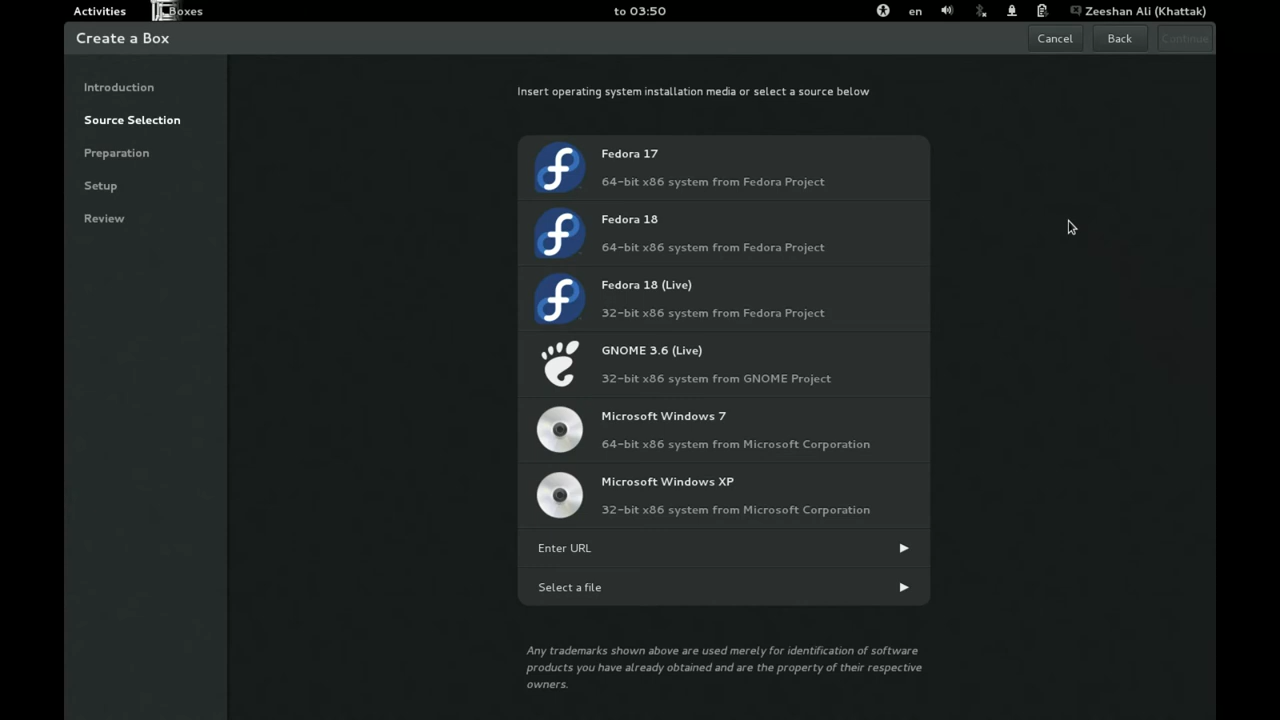 Activities Boxes to 03:50 en Zeeshan Ali (Khattak)
Create a Box Cancel Back Continue
Introduction
Source Selection
Preparation
Setup
Review
Insert operating system installation media or select a source below
Fedora 17
64-bit x86 system from Fedora Project
Fedora 18
64-bit x86 system from Fedora Project
Fedora 18 (Live)
32-bit x86 system from Fedora Project
GNOME 3.6 (Live)
32-bit x86 system from GNOME Project
Microsoft Windows 7
64-bit x86 system from Microsoft Corporation
Microsoft Windows XP
32-bit x86 system from Microsoft Corporation
Enter URL
Select a file
Any trademarks shown above are used merely for identification of software
products you have already obtained and are the property of their respective
owners.